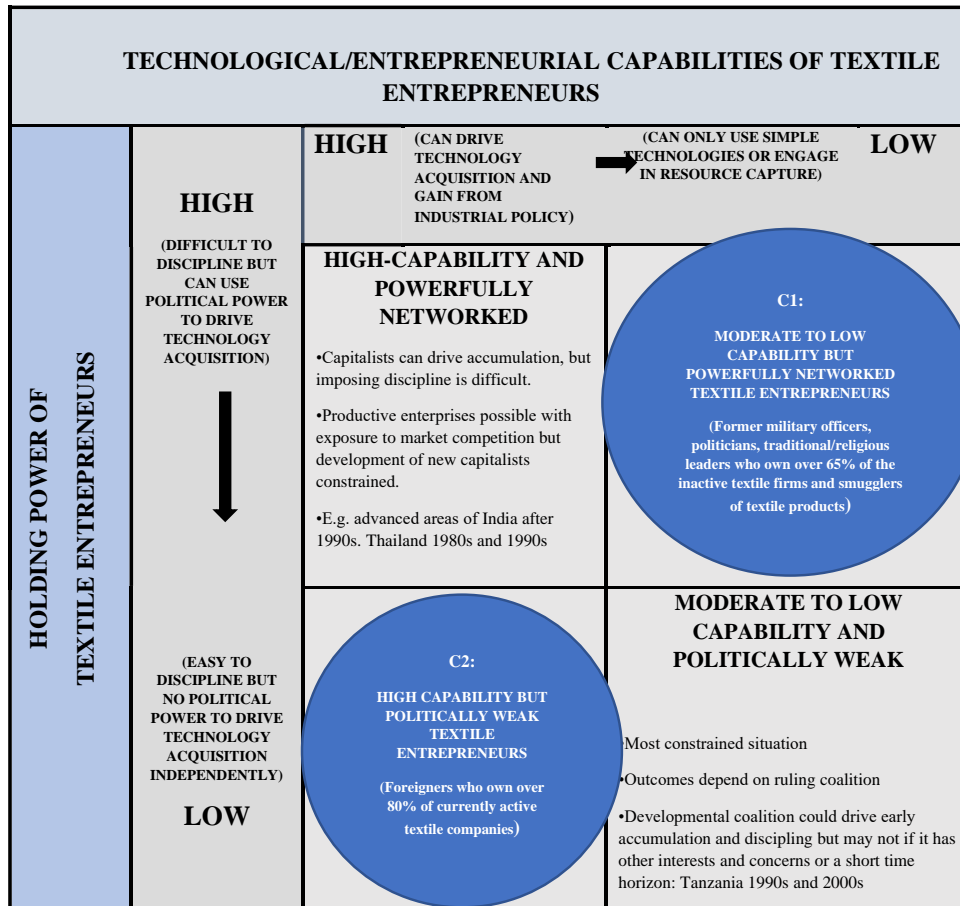 TECHNOLOGICAL/ENTREPRENEURIAL CAPABILITIES OF TEXTILE
ENTREPRENEURS
HOLDING POWER OF
TEXTILE ENTREPRENEURS
HIGH
(DIFFICULT TO
DISCIPLINE BUT
CAN USE
POLITICAL POWER
TO DRIVE
TECHNOLOGY
ACQUISITION)
(EASY TO
DISCIPLINE BUT
NO POLITICAL
POWER TO DRIVE
TECHNOLOGY
ACQUISITION
INDEPENDENTLY)
LOW
HIGH
(CAN DRIVE
TECHNOLOGY
ACQUISITION AND
GAIN FROM
INDUSTRIAL POLICY)
(CAN ONLY USE SIMPLE
TECHNOLOGIES OR ENGAGE
IN RESOURCE CAPTURE)
LOW
HIGH-CAPABILITY AND
POWERFULLY
NETWORKED
•Capitalists can drive accumulation, but
imposing discipline is difficult.
•Productive enterprises possible with
exposure to market competition but
development of new capitalists
constrained.
•E.g. advanced areas of India after
1990s. Thailand 1980s and 1990s
C1:
MODERATE TO LOW
CAPABILITY BUT
POWERFULLY NETWORKED
TEXTILE ENTREPRENEURS
(Former military officers,
politicians, traditional/religious
leaders who own over 65% of the
inactive textile firms and smugglers
of textile products)
C2:
HIGH CAPABILITY BUT
POLITICALLY WEAK
TEXTILE
ENTREPRENEURS
(Foreigners who own over
80% of currently active
textile companies)
MODERATE TO LOW
CAPABILITY AND
POLITICALLY WEAK
•Most constrained situation
•Outcomes depend on ruling coalition
•Developmental coalition could drive early
accumulation and discipling but may not if it has
other interests and concerns or a short time
horizon: Tanzania 1990s and 2000s